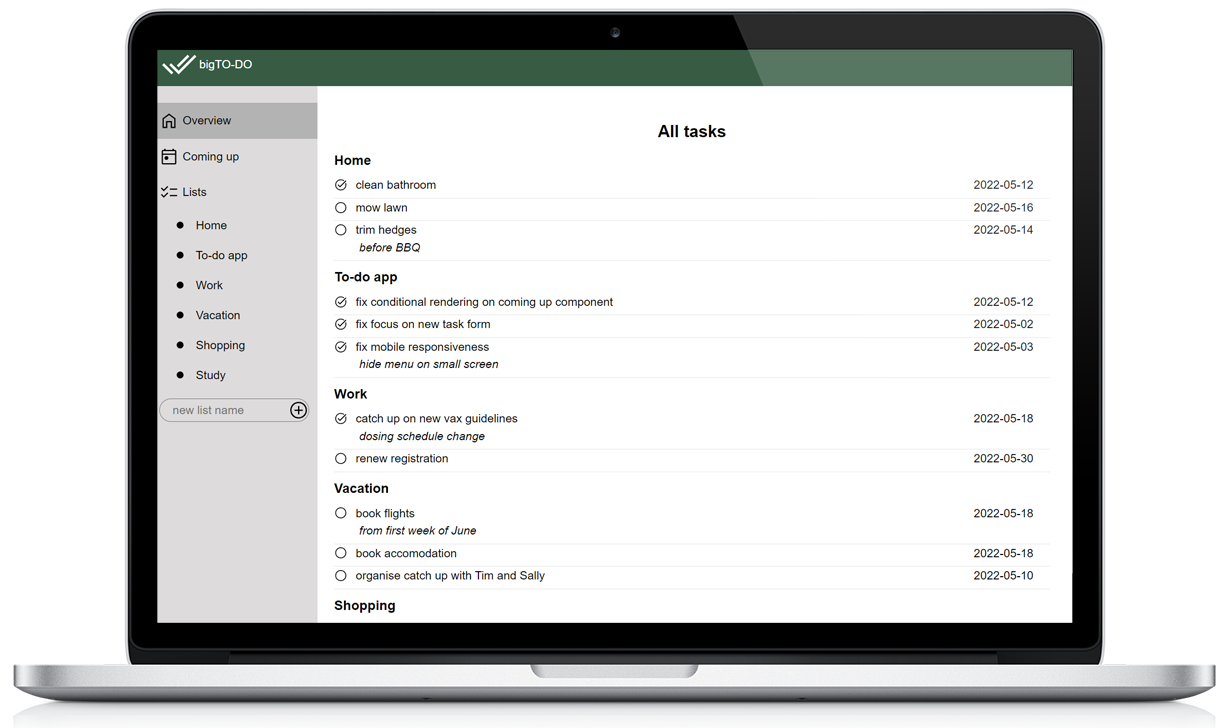 bigTO-DO
Overview
Coming up
Lists
Home
To-do app
Work
Vacation
Shopping
Study
new list name
All tasks
Home
clean bathroom 2022-05-12
mow lawn 2022-05-16
trim hedges 2022-05-14
before BBQ
To-do app
fix conditional rendering on coming up component 2022-05-12
fix focus on new task form 2022-05-02
fix mobile responsiveness 2022-05-03
hide menu on small screen
Work
catch up on new vax guidelines 2022-05-18
dosing schedule change
renew registration 2022-05-30
Vacation
book flights 2022-05-18
from first week of June
book accomodation 2022-05-18
organise catch up with Tim and Sally 2022-05-10
Shopping